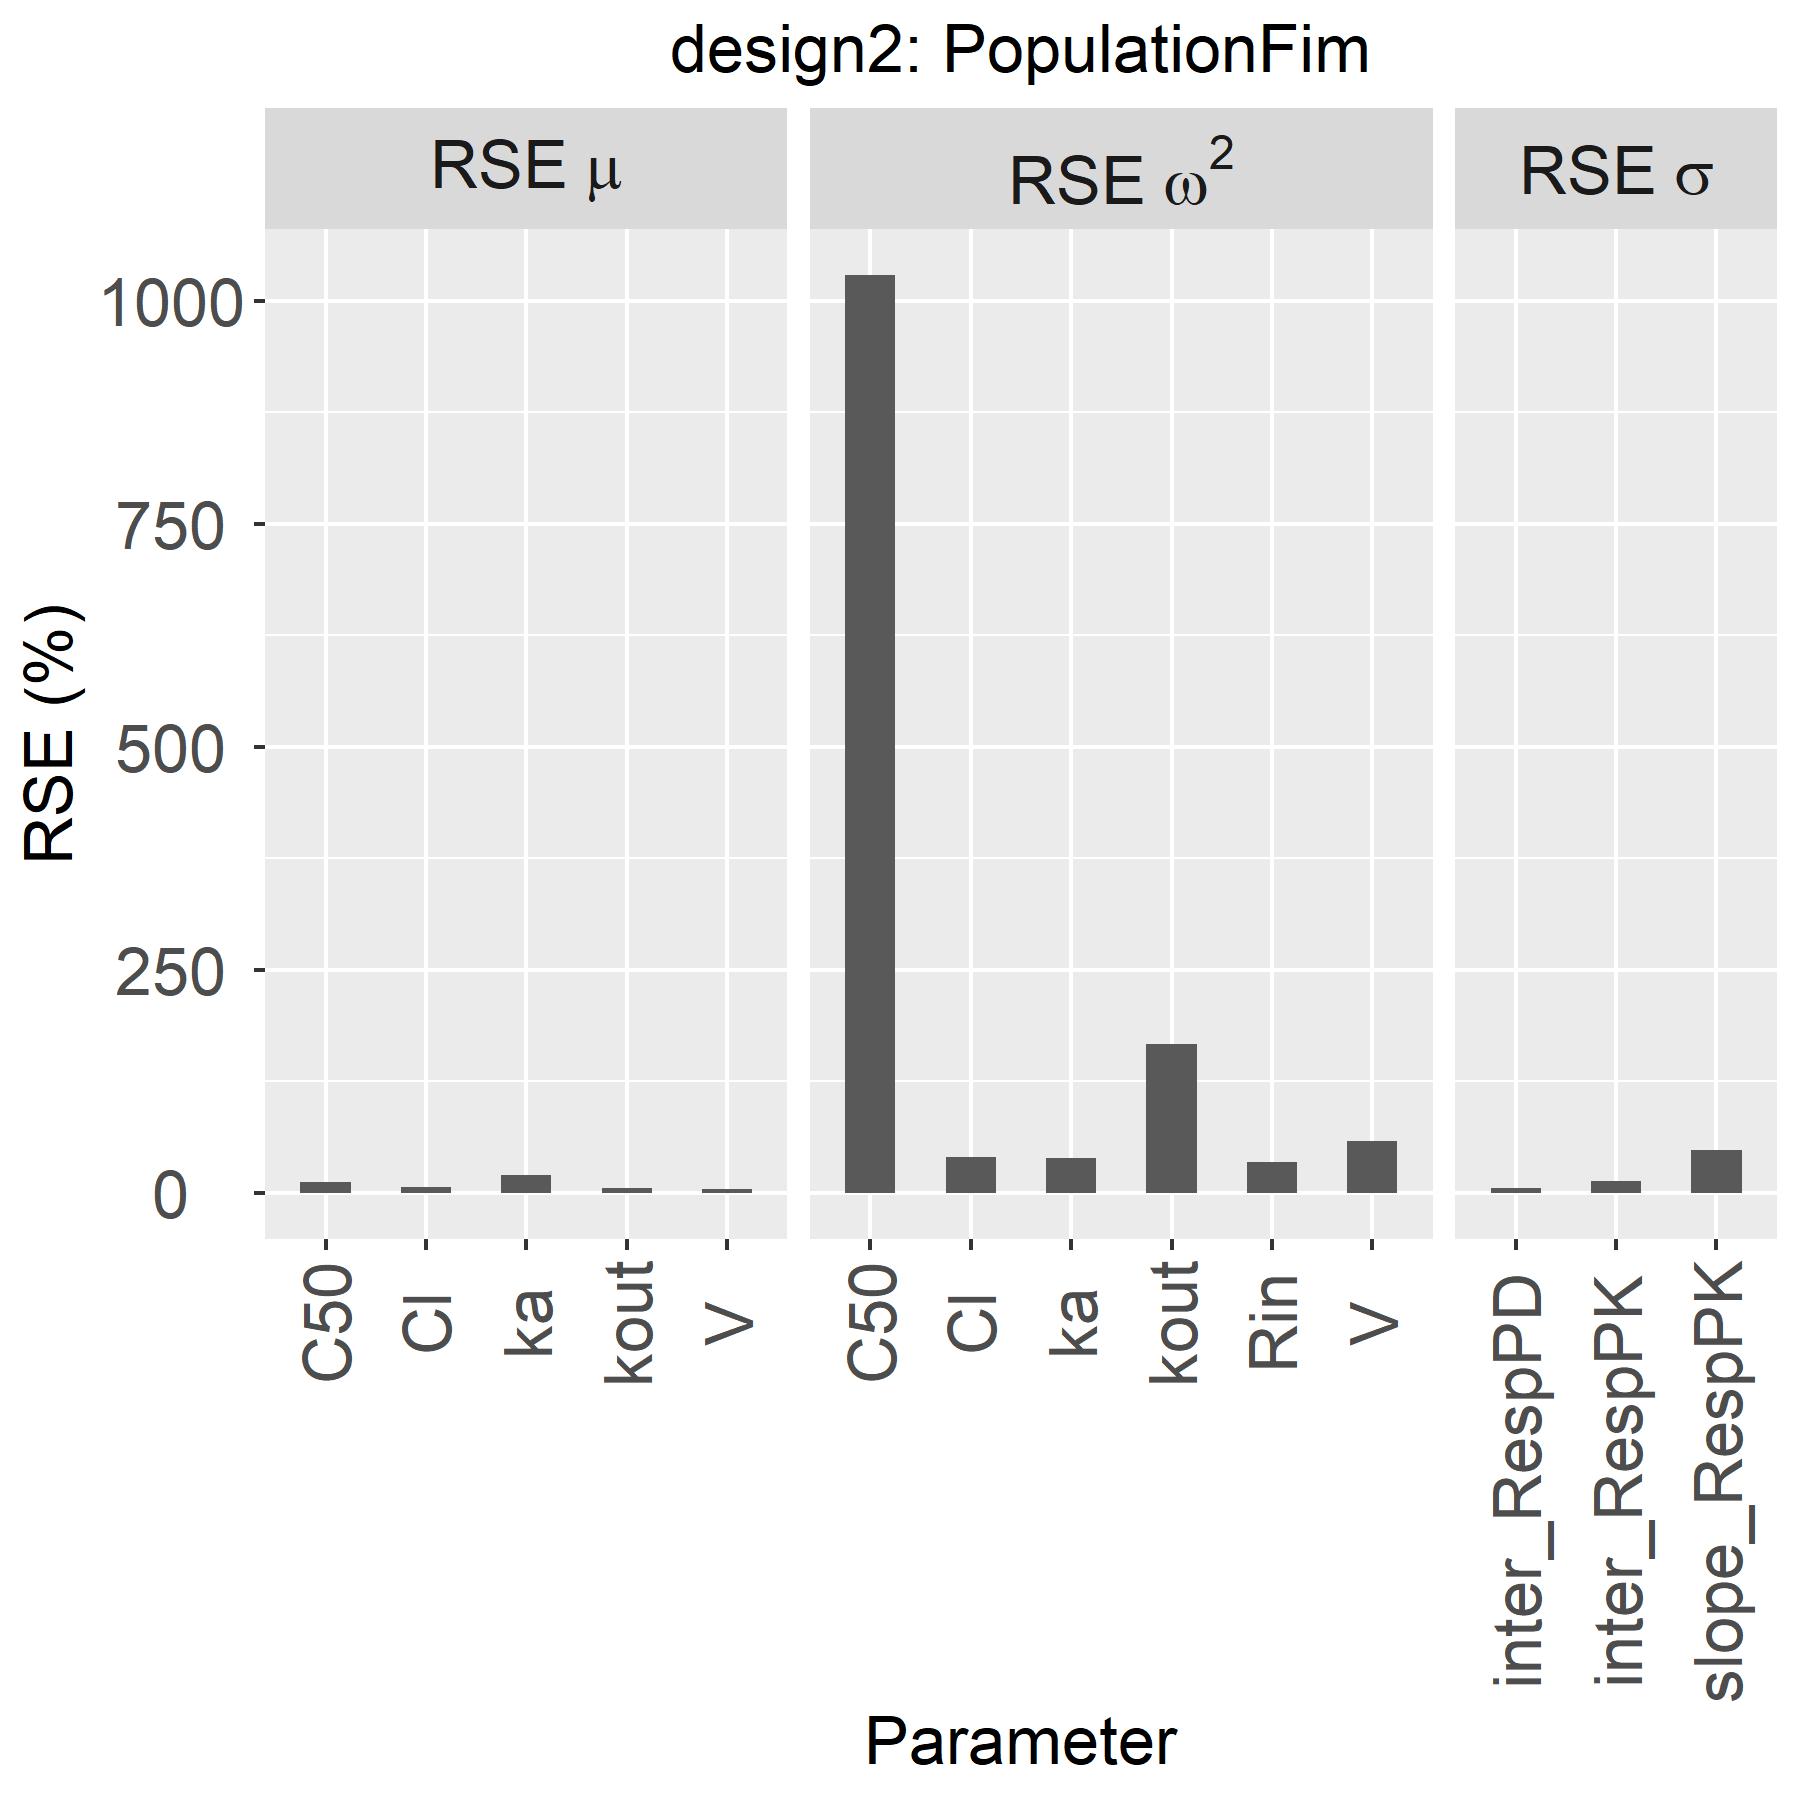 design2: PopulationFim
RSE μ
RSE ω²
RSE σ
RSE (%)
1000
750
500
250
0
C50
Cl
ka
kout
V
C50
Cl
ka
kout
Rin
V
inter_RespPD
inter_RespPK
slope_RespPK
Parameter